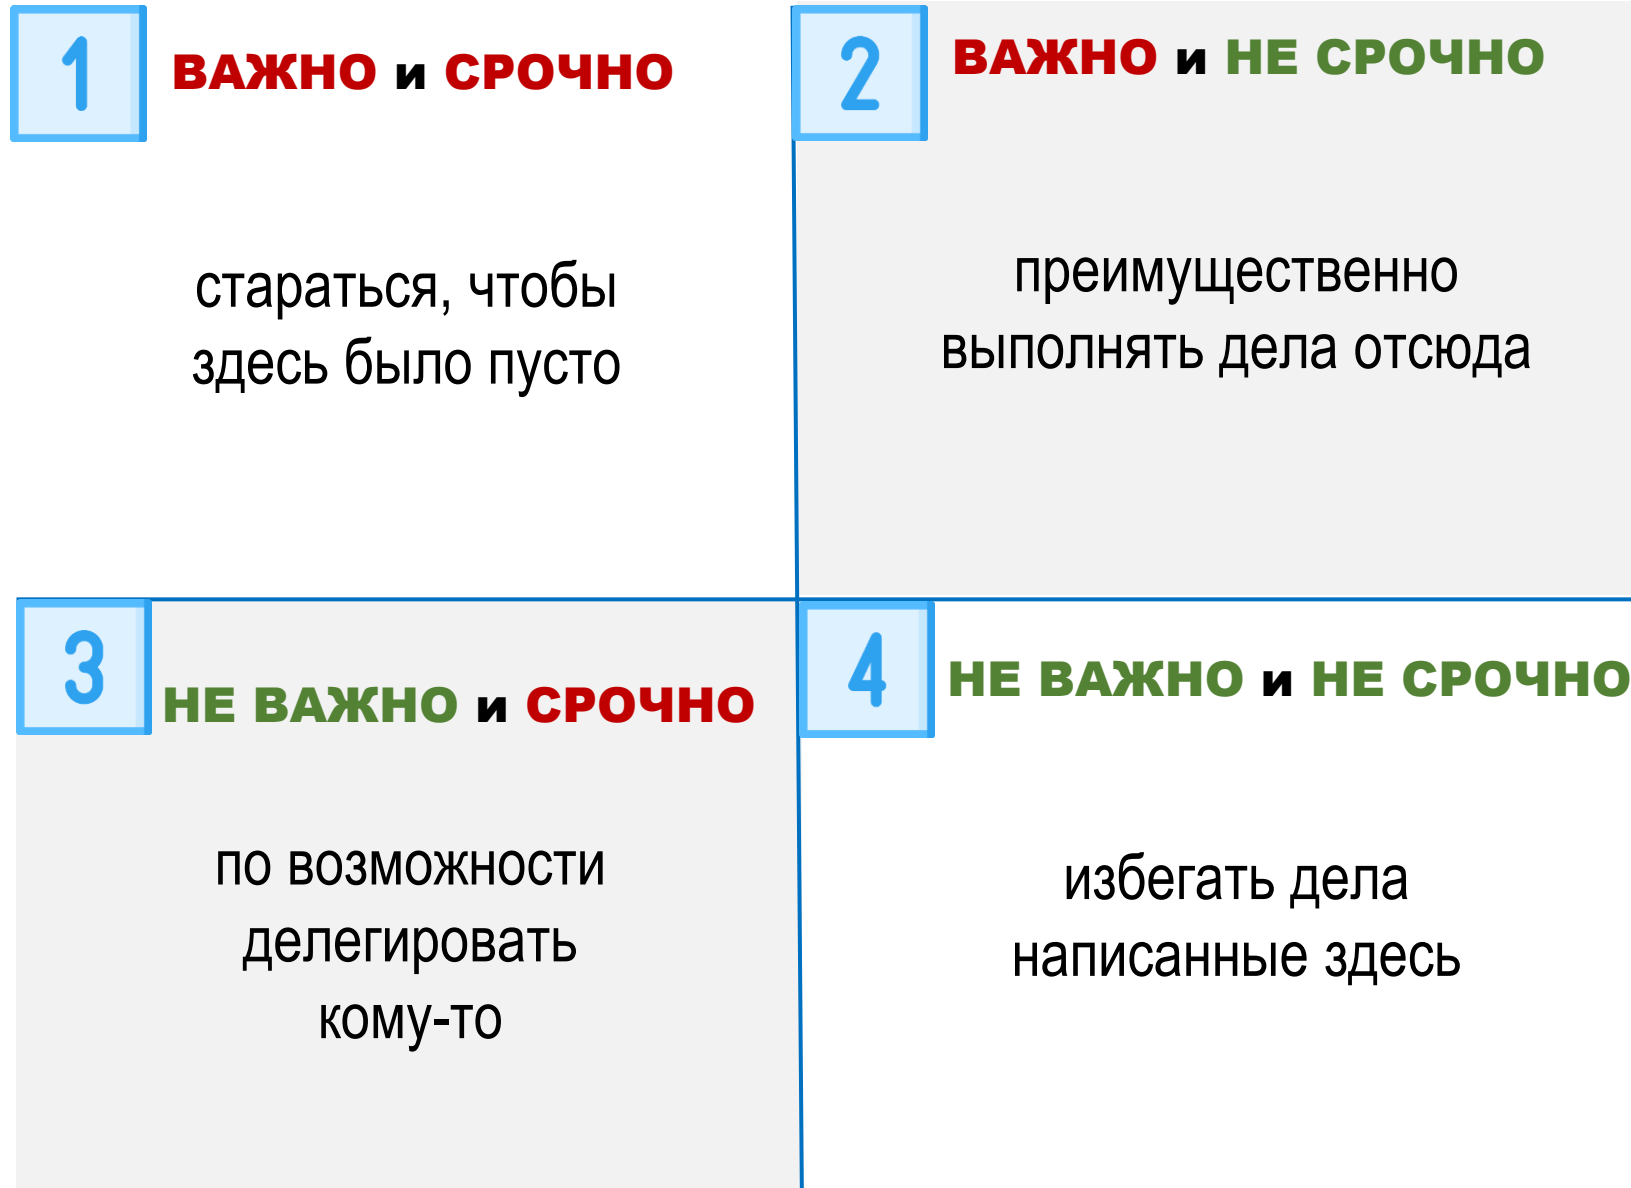 1
ВАЖНО и СРОЧНО
стараться, чтобы
здесь было пусто
2
ВАЖНО и НЕ СРОЧНО
преимущественно
выполнять дела отсюда
3
НЕ ВАЖНО и СРОЧНО
по возможности
делегировать
кому-то
4
НЕ ВАЖНО и НЕ СРОЧНО
избегать дела
написанные здесь